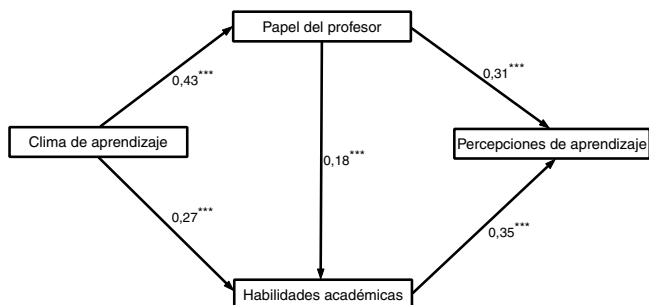 Papel del profesor
0,43***
0,31***
Clima de aprendizaje
0,18***
Percepciones de aprendizaje
0,27***
0,35***
Habilidades académicas